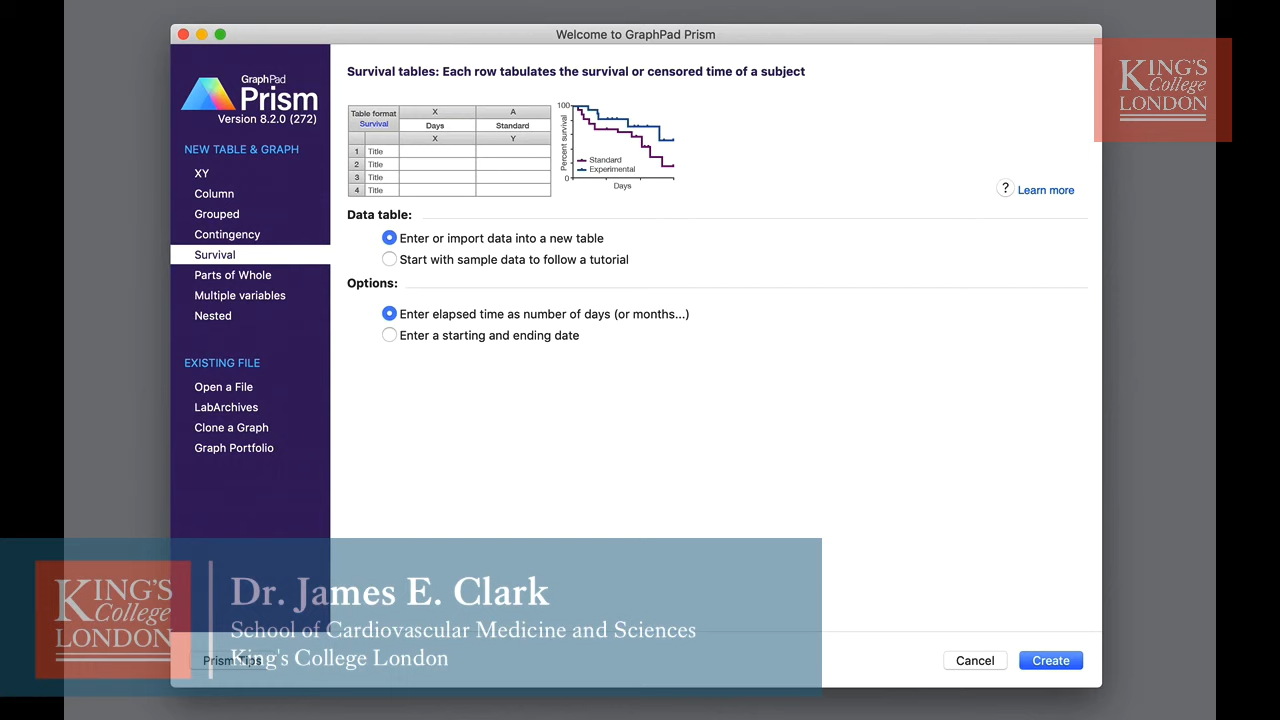 Welcome to GraphPad Prism
KING'S
College
LONDON
GraphPad
Prism
Version 8.2.0 (272)
NEW TABLE & GRAPH
XY
Column
Grouped
Contingency
Survival
Parts of Whole
Multiple variables
Nested
EXISTING FILE
Open a File
LabArchives
Clone a Graph
Graph Portfolio
Survival tables: Each row tabulates the survival or censored time of a subject
Table format X A
Survival Days Standard
X Y
1 Title
2 Title
3 Title
4 Title
100
Percent survival
Standard
Experimental
0
Days
? Learn more
Data table:
Enter or import data into a new table
Start with sample data to follow a tutorial
Options:
Enter elapsed time as number of days (or months...)
Enter a starting and ending date
KING'S
College
LONDON
Dr. James E. Clark
School of Cardiovascular Medicine and Sciences
King's College London
Prism Tips
Cancel
Create